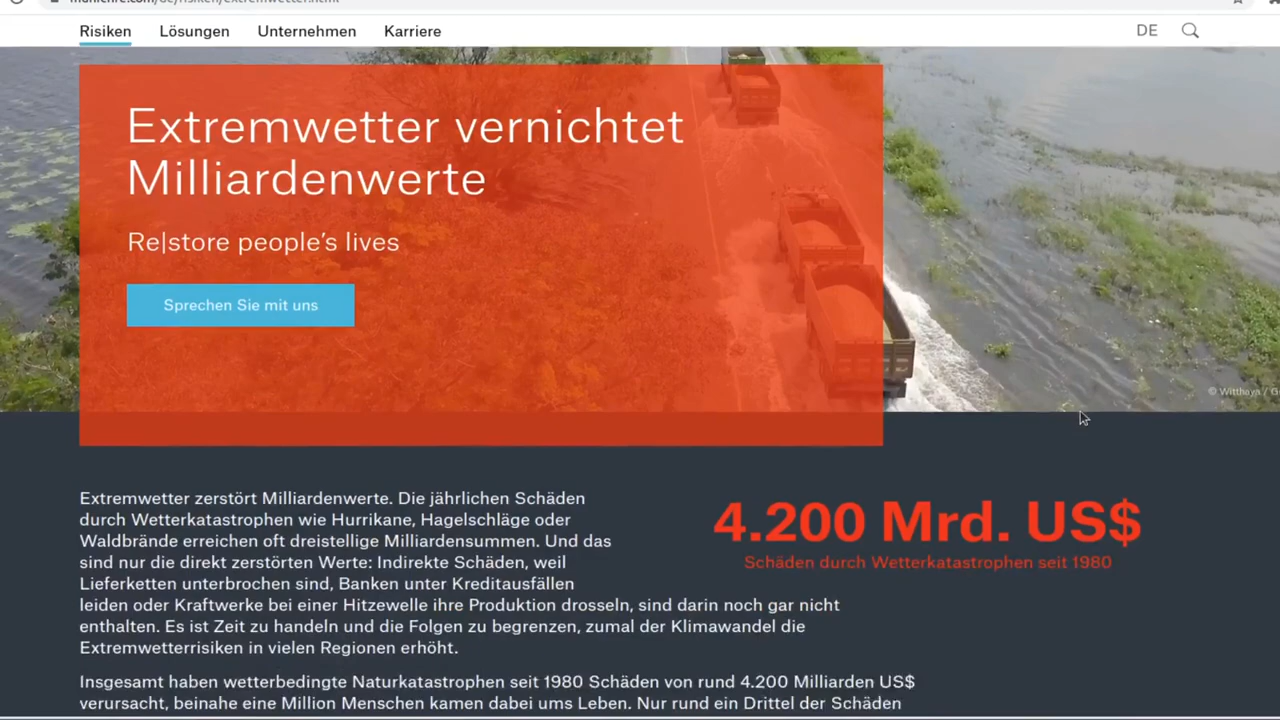 Risiken Lösungen Unternehmen Karriere DE
Extremwetter vernichtet
Milliardenwerte
Re|store people's lives
Sprechen Sie mit uns
© Witthaya / G
Extremwetter zerstört Milliardenwerte. Die jährlichen Schäden
durch Wetterkatastrophen wie Hurrikane, Hagelschläge oder
Waldbrände erreichen oft dreistellige Milliardensummen. Und das
sind nur die direkt zerstörten Werte: Indirekte Schäden, weil
Lieferketten unterbrochen sind, Banken unter Kreditausfällen
leiden oder Kraftwerke bei einer Hitzewelle ihre Produktion drosseln, sind darin noch gar nicht
enthalten. Es ist Zeit zu handeln und die Folgen zu begrenzen, zumal der Klimawandel die
Extremwetterrisiken in vielen Regionen erhöht.
4.200 Mrd. US$
Schäden durch Wetterkatastrophen seit 1980
Insgesamt haben wetterbedingte Naturkatastrophen seit 1980 Schäden von rund 4.200 Milliarden US$
verursacht, beinahe eine Million Menschen kamen dabei ums Leben. Nur rund ein Drittel der Schäden